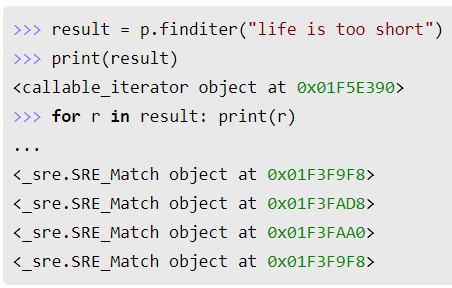 >>> result = p.finditer("life is too short")
>>> print(result)
<callable_iterator object at 0x01F5E390>
>>> for r in result: print(r)
...
<_sre.SRE_Match object at 0x01F3F9F8>
<_sre.SRE_Match object at 0x01F3FAD8>
<_sre.SRE_Match object at 0x01F3FAA0>
<_sre.SRE_Match object at 0x01F3F9F8>